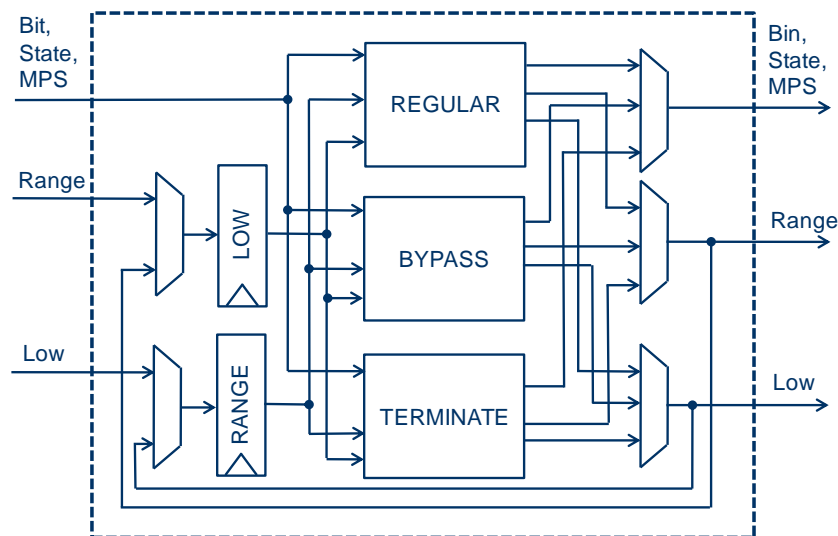 Bit,
State,
MPS
Bin,
State,
MPS
REGULAR
Range
LOW
BYPASS
Range
Low
RANGE
TERMINATE
Low